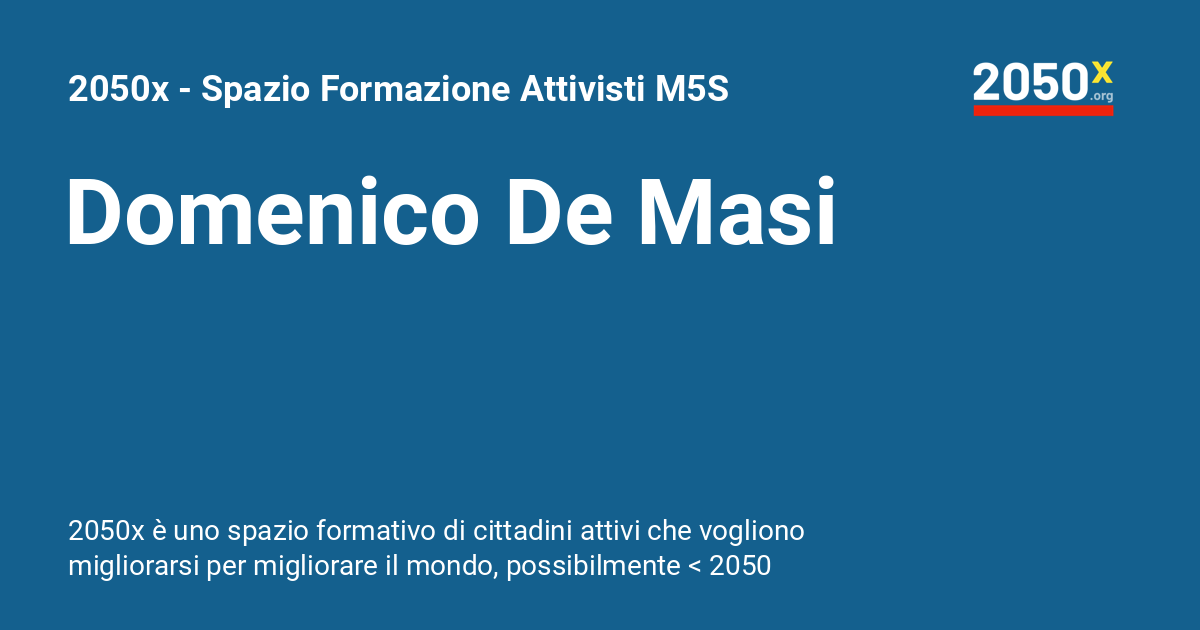 2050x - Spazio Formazione Attivisti M5S
2050x
.org
Domenico De Masi
2050x è uno spazio formativo di cittadini attivi che vogliono
migliorarsi per migliorare il mondo, possibilmente < 2050